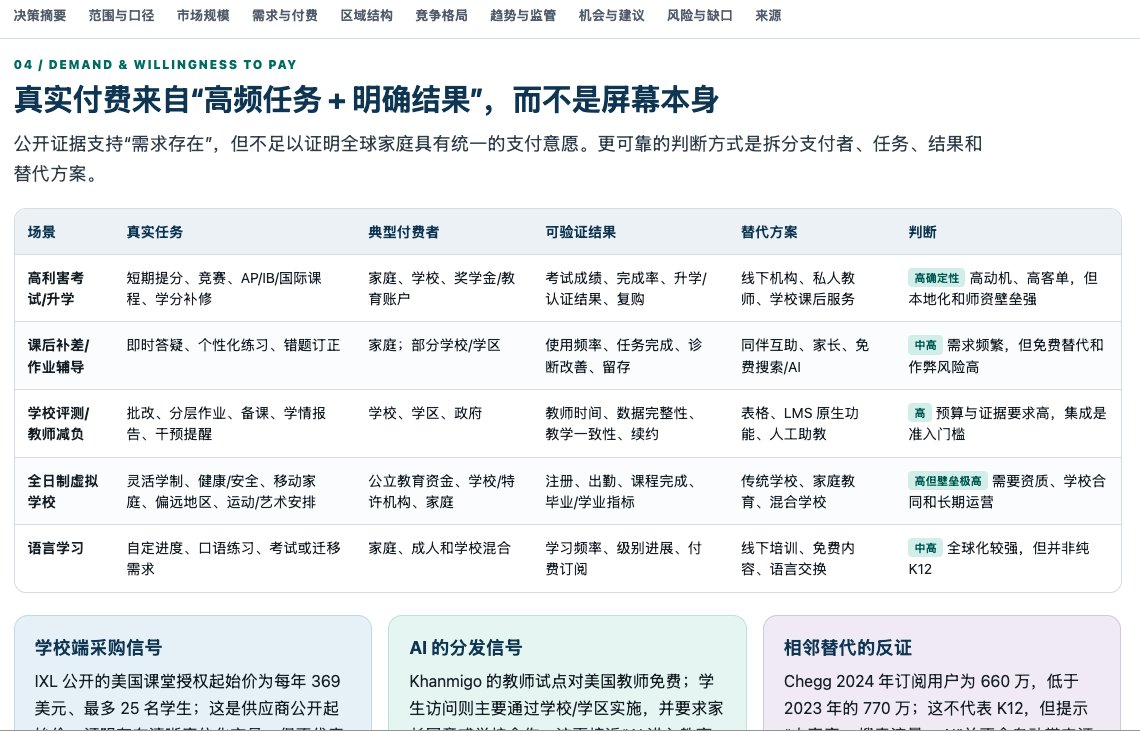 决策摘要 范围与口径 市场规模 需求与付费 区域结构 竞争格局 趋势与监管 机会与建议 风险与缺口 来源
04 / DEMAND & WILLINGNESS TO PAY
真实付费来自“高频任务 + 明确结果”，而不是屏幕本身
公开证据支持“需求存在”，但不足以证明全球家庭具有统一的支付意愿。更可靠的判断方式是拆分支付者、任务、结果和
替代方案。
场景 真实任务 典型付费者 可验证结果 替代方案 判断
高利害考 短期提分、竞赛、AP/IB/国际课 家庭、学校、奖学金/教 考试成绩、完成率、升学/ 线下机构、私人教 高确定性 高动机、高客单，但
试/升学 程、学分补修 育账户 认证结果、复购 师、学校课后服务 本地化和师资壁垒强
课后补差/ 即时答疑、个性化练习、错题订正 家庭；部分学校/学区 使用频率、任务完成、诊 同伴互助、家长、免 中高 需求频繁，但免费替代和
作业辅导 断改善、留存 费搜索/AI 作弊风险高
学校评测/ 批改、分层作业、备课、学情报 学校、学区、政府 教师时间、数据完整性、 表格、LMS 原生功 高 预算与证据要求高，集成是
教师减负 告、干预提醒 教学一致性、续约 能、人工助教 准入门槛
全日制虚拟 灵活学制、健康/安全、移动家 公立教育资金、学校/特 注册、出勤、课程完成、 传统学校、家庭教 高但壁垒极高 需要资质、学校合
学校 庭、偏远地区、运动/艺术安排 许机构、家庭 毕业/学业指标 育、混合学校 同和长期运营
语言学习 自定进度、口语练习、考试或迁移 家庭、成人和学校混合 学习频率、级别进展、付 线下培训、免费内 中高 全球化较强，但并非纯
需求 费订阅 容、语言交换 K12
学校端采购信号 AI 的分发信号 相邻替代的反证
IXL 公开的美国课堂授权起始价为每年 369 Khanmigo 的教师试点对美国教师免费；学 Chegg 2024 年订阅用户为 660 万，低于
美元、最多 25 名学生；这是供应商公开起 生访问则主要通过学校/学区实施，并要求家 2023 年的 770 万；这不代表 K12，但提示